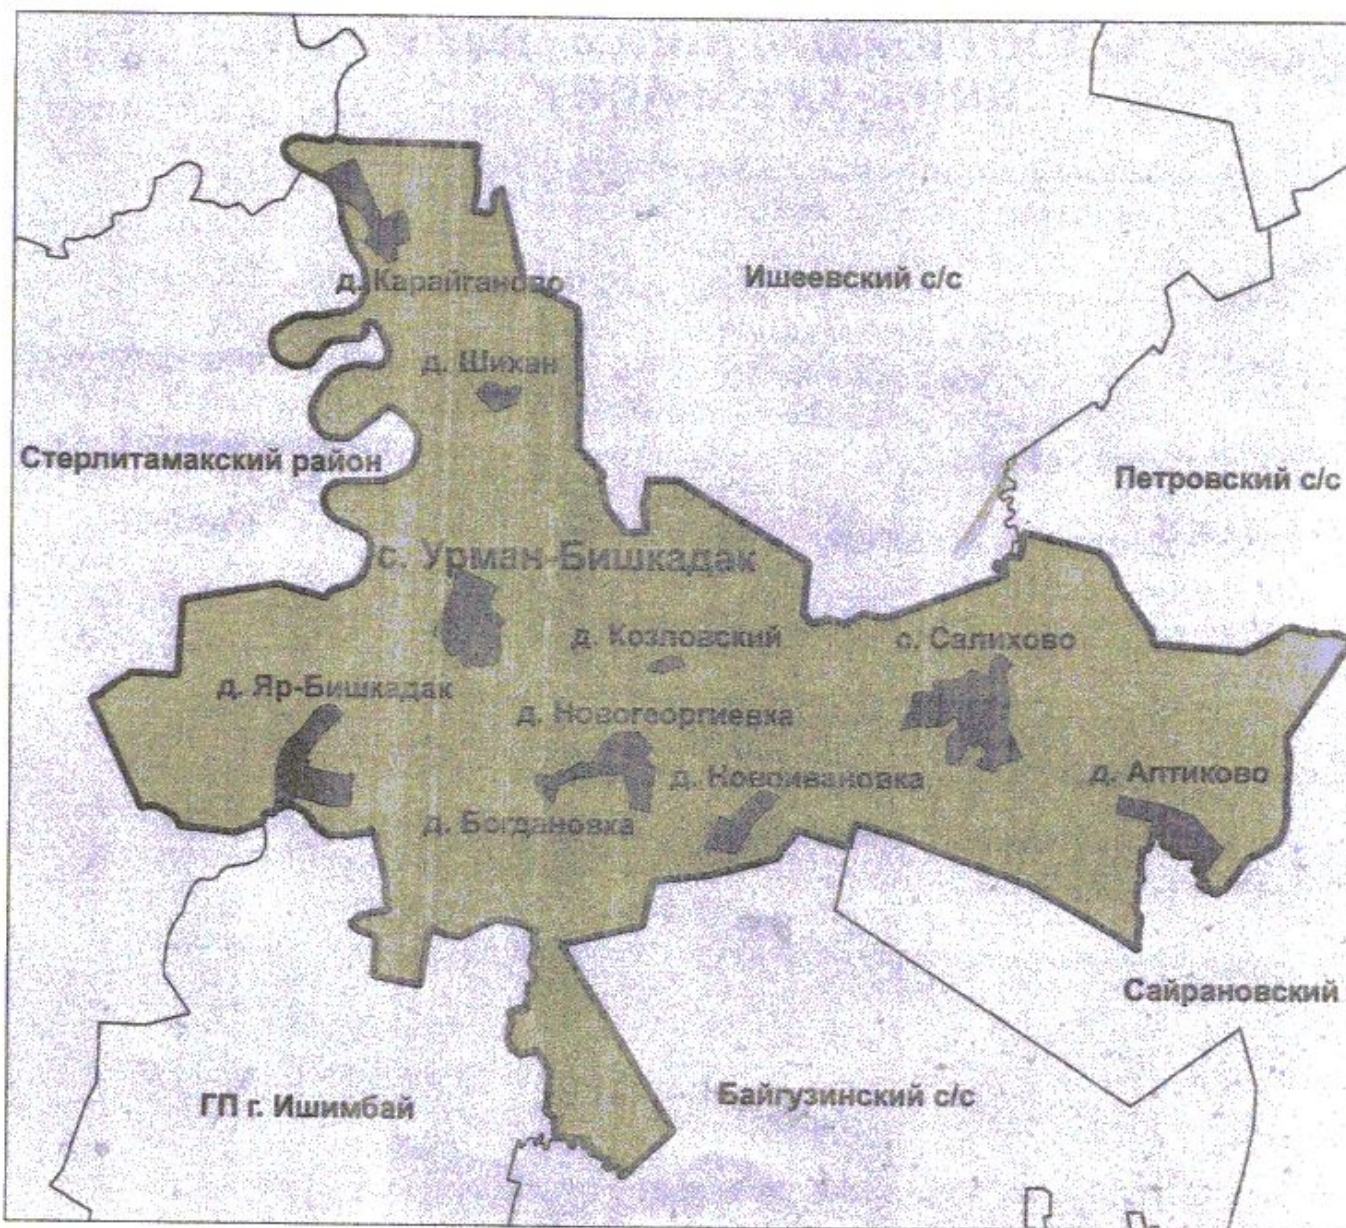 д. Карайганово
Ишеевский с/с
д. Шихан
Стерлитамакский район
Петровский с/с
с. Урман-Бишкадак
д. Козловский
с. Салихово
д. Яр-Бишкадак
д. Новогеоргиевка
д. Новоивановка
д. Аптиково
д. Богдановка
Сайрановский
ГП г. Ишимбай
Байгузинский с/с